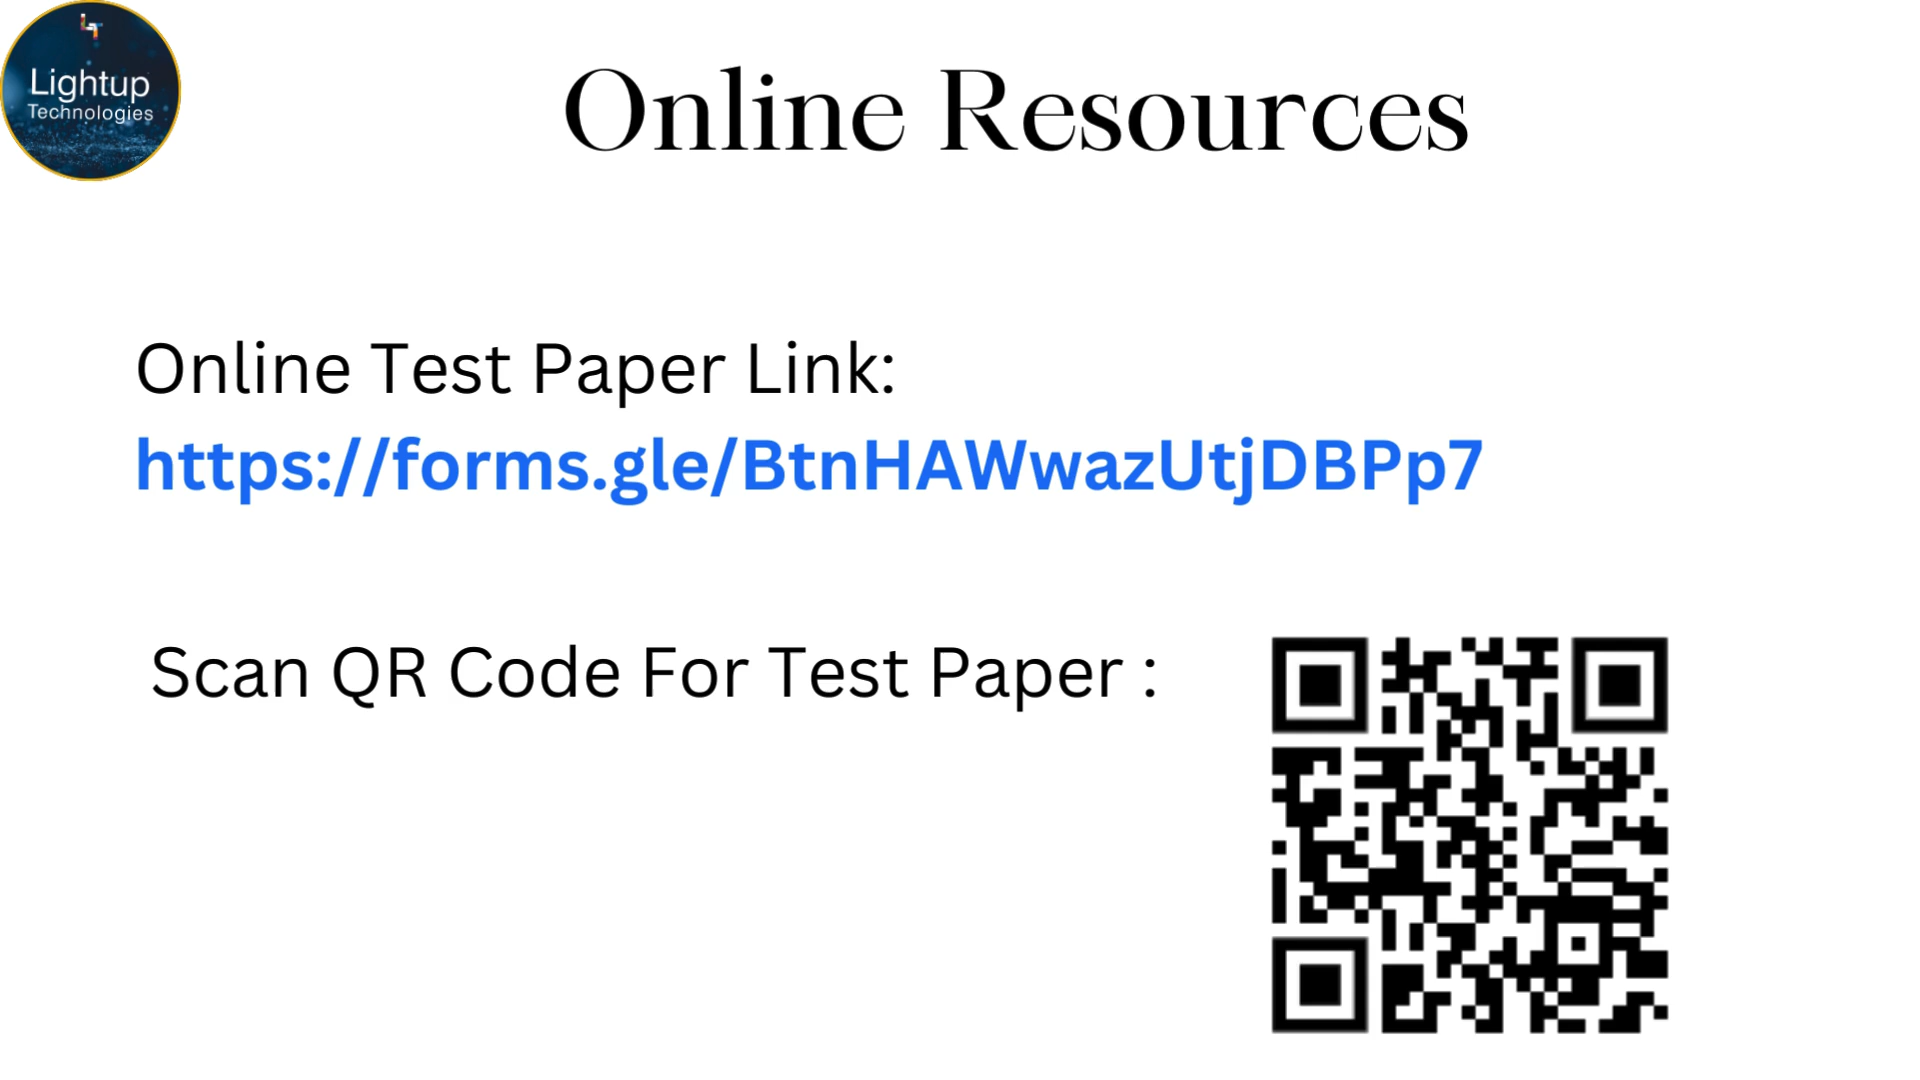 Lightup
Technologies
Online Resources
Online Test Paper Link:
https://forms.gle/BtnHAWwazUtjDBPp7
Scan QR Code For Test Paper :